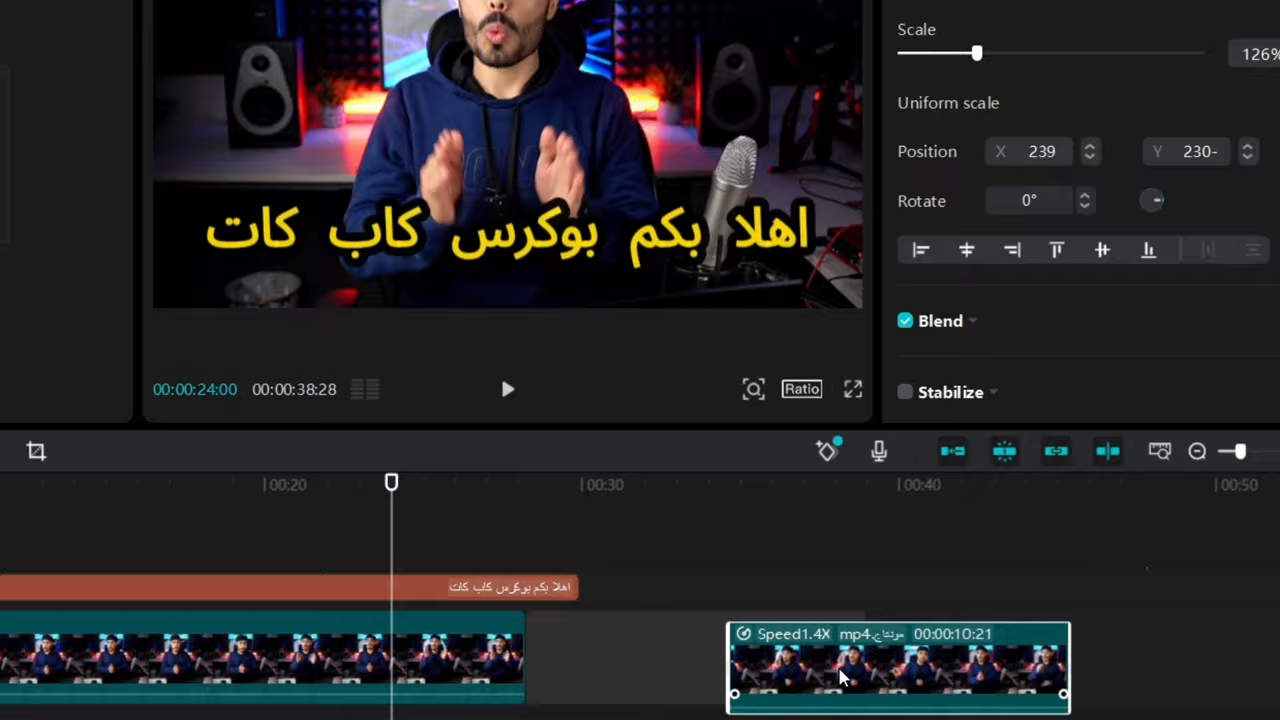 Scale
126%
Uniform scale
Position X 239 Y 230-
Rotate 0°
اهلا بكم بوكرس كاب كات
Blend
Stabilize
00:00:24:00 00:00:38:28
Ratio
00:20 00:30 00:40 00:50
اهلا بكم بوكرس كاب كات
Speed1.4X مونتاج.mp4 00:00:10:21